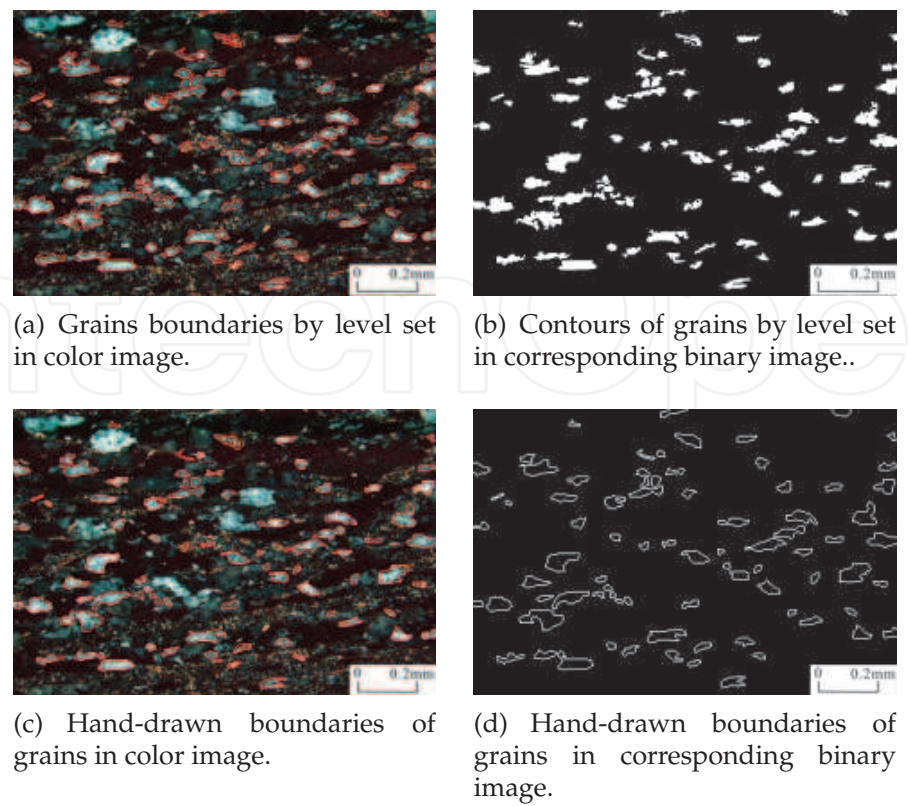 0 0.2mm
0 0.2mm
(a) Grains boundaries by level set
in color image.
(b) Contours of grains by level set
in corresponding binary image..
ntechOpe
0 0.2mm
0 0.2mm
(c) Hand-drawn boundaries of
grains in color image.
(d) Hand-drawn boundaries of
grains in corresponding binary
image.